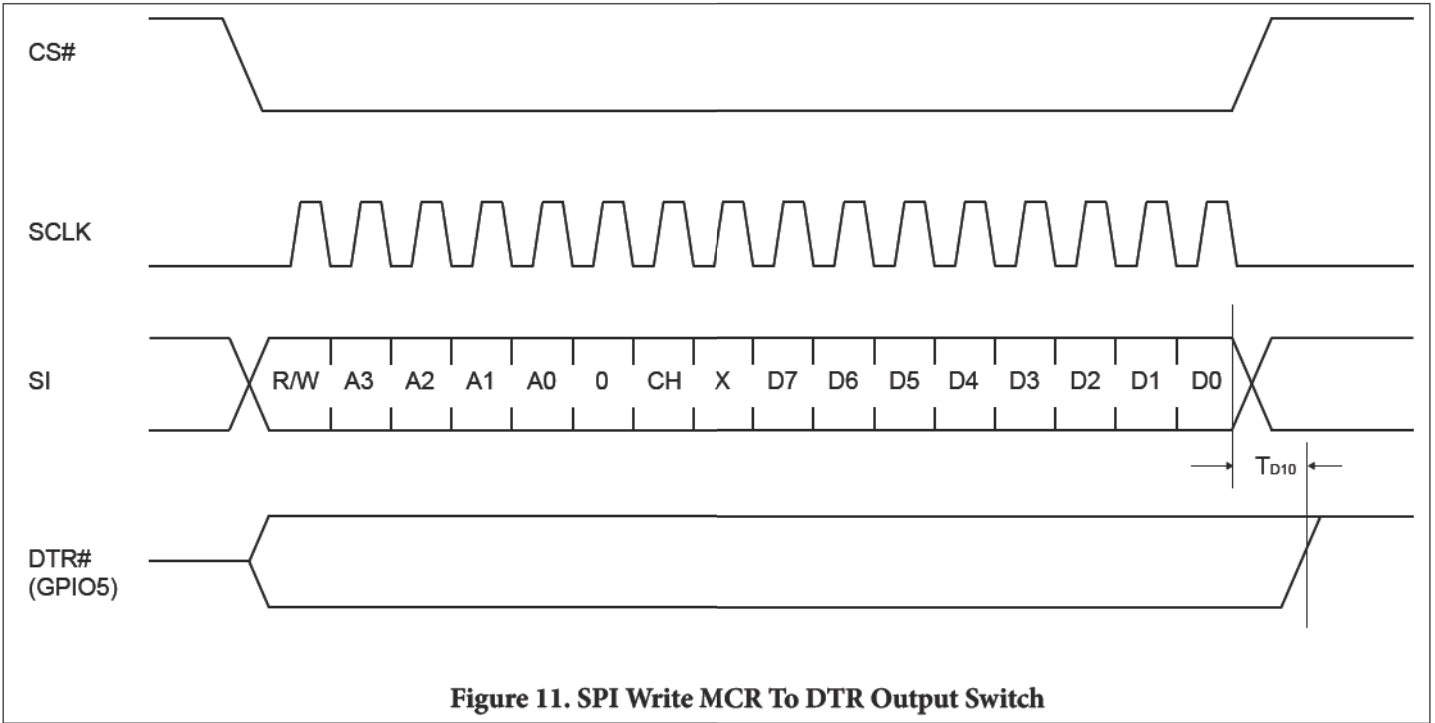 CS#
SCLK
SI
R/W A3 A2 A1 A0 0 CH X D7 D6 D5 D4 D3 D2 D1 D0
TD10
DTR#
(GPIO5)
Figure 11. SPI Write MCR To DTR Output Switch